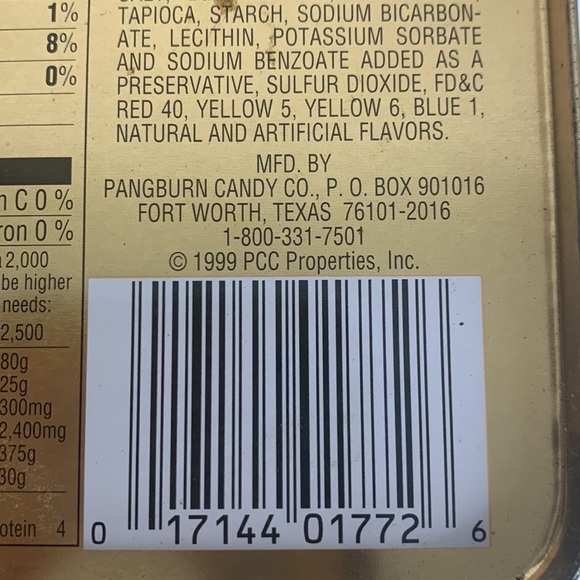 1%
8%
0%
TAPIOCA, STARCH, SODIUM BICARBON-
ATE, LECITHIN, POTASSIUM SORBATE
AND SODIUM BENZOATE ADDED AS A
PRESERVATIVE, SULFUR DIOXIDE, FD&C
RED 40, YELLOW 5, YELLOW 6, BLUE 1,
NATURAL AND ARTIFICIAL FLAVORS.
MFD. BY
PANGBURN CANDY CO., P. O. BOX 901016
FORT WORTH, TEXAS 76101-2016
1-800-331-7501
© 1999 PCC Properties, Inc.
C 0 %
0 %
2,000
be higher
needs:
2,500
80g
25g
300mg
2,400mg
375g
30g
4
0 17144 01772 6